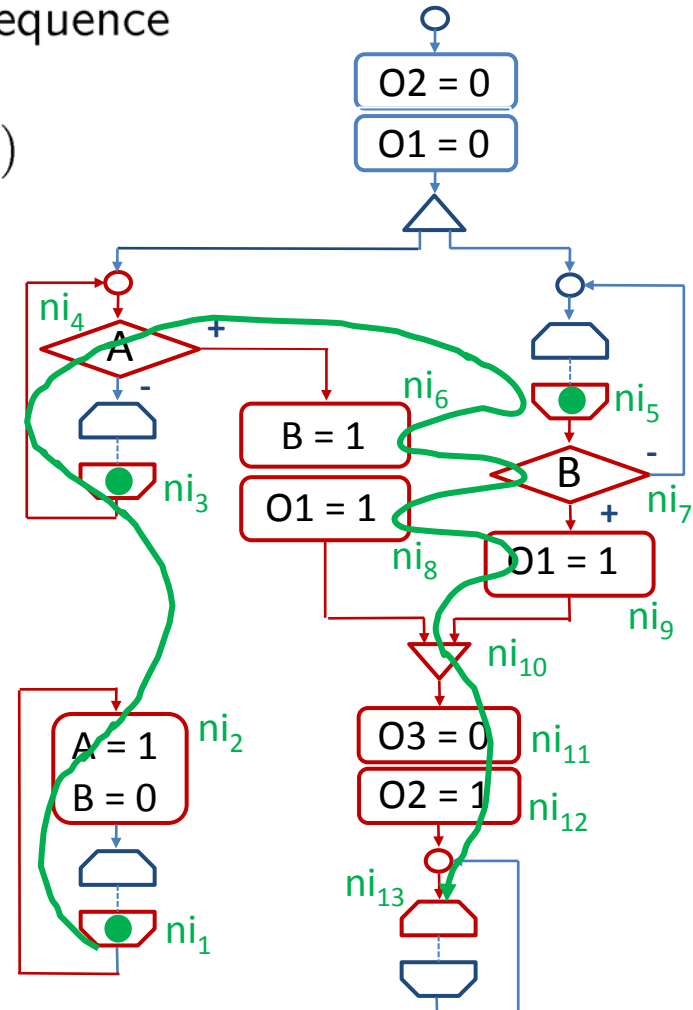 equence
)
O2 = 0
O1 = 0
ni4
A
+
-
ni6
B = 1
ni5
ni3
B
-
ni7
O1 = 1
+
ni8
O1 = 1
ni9
ni10
A = 1
B = 0
ni2
O3 = 0
ni11
O2 = 1
ni12
ni13
ni1